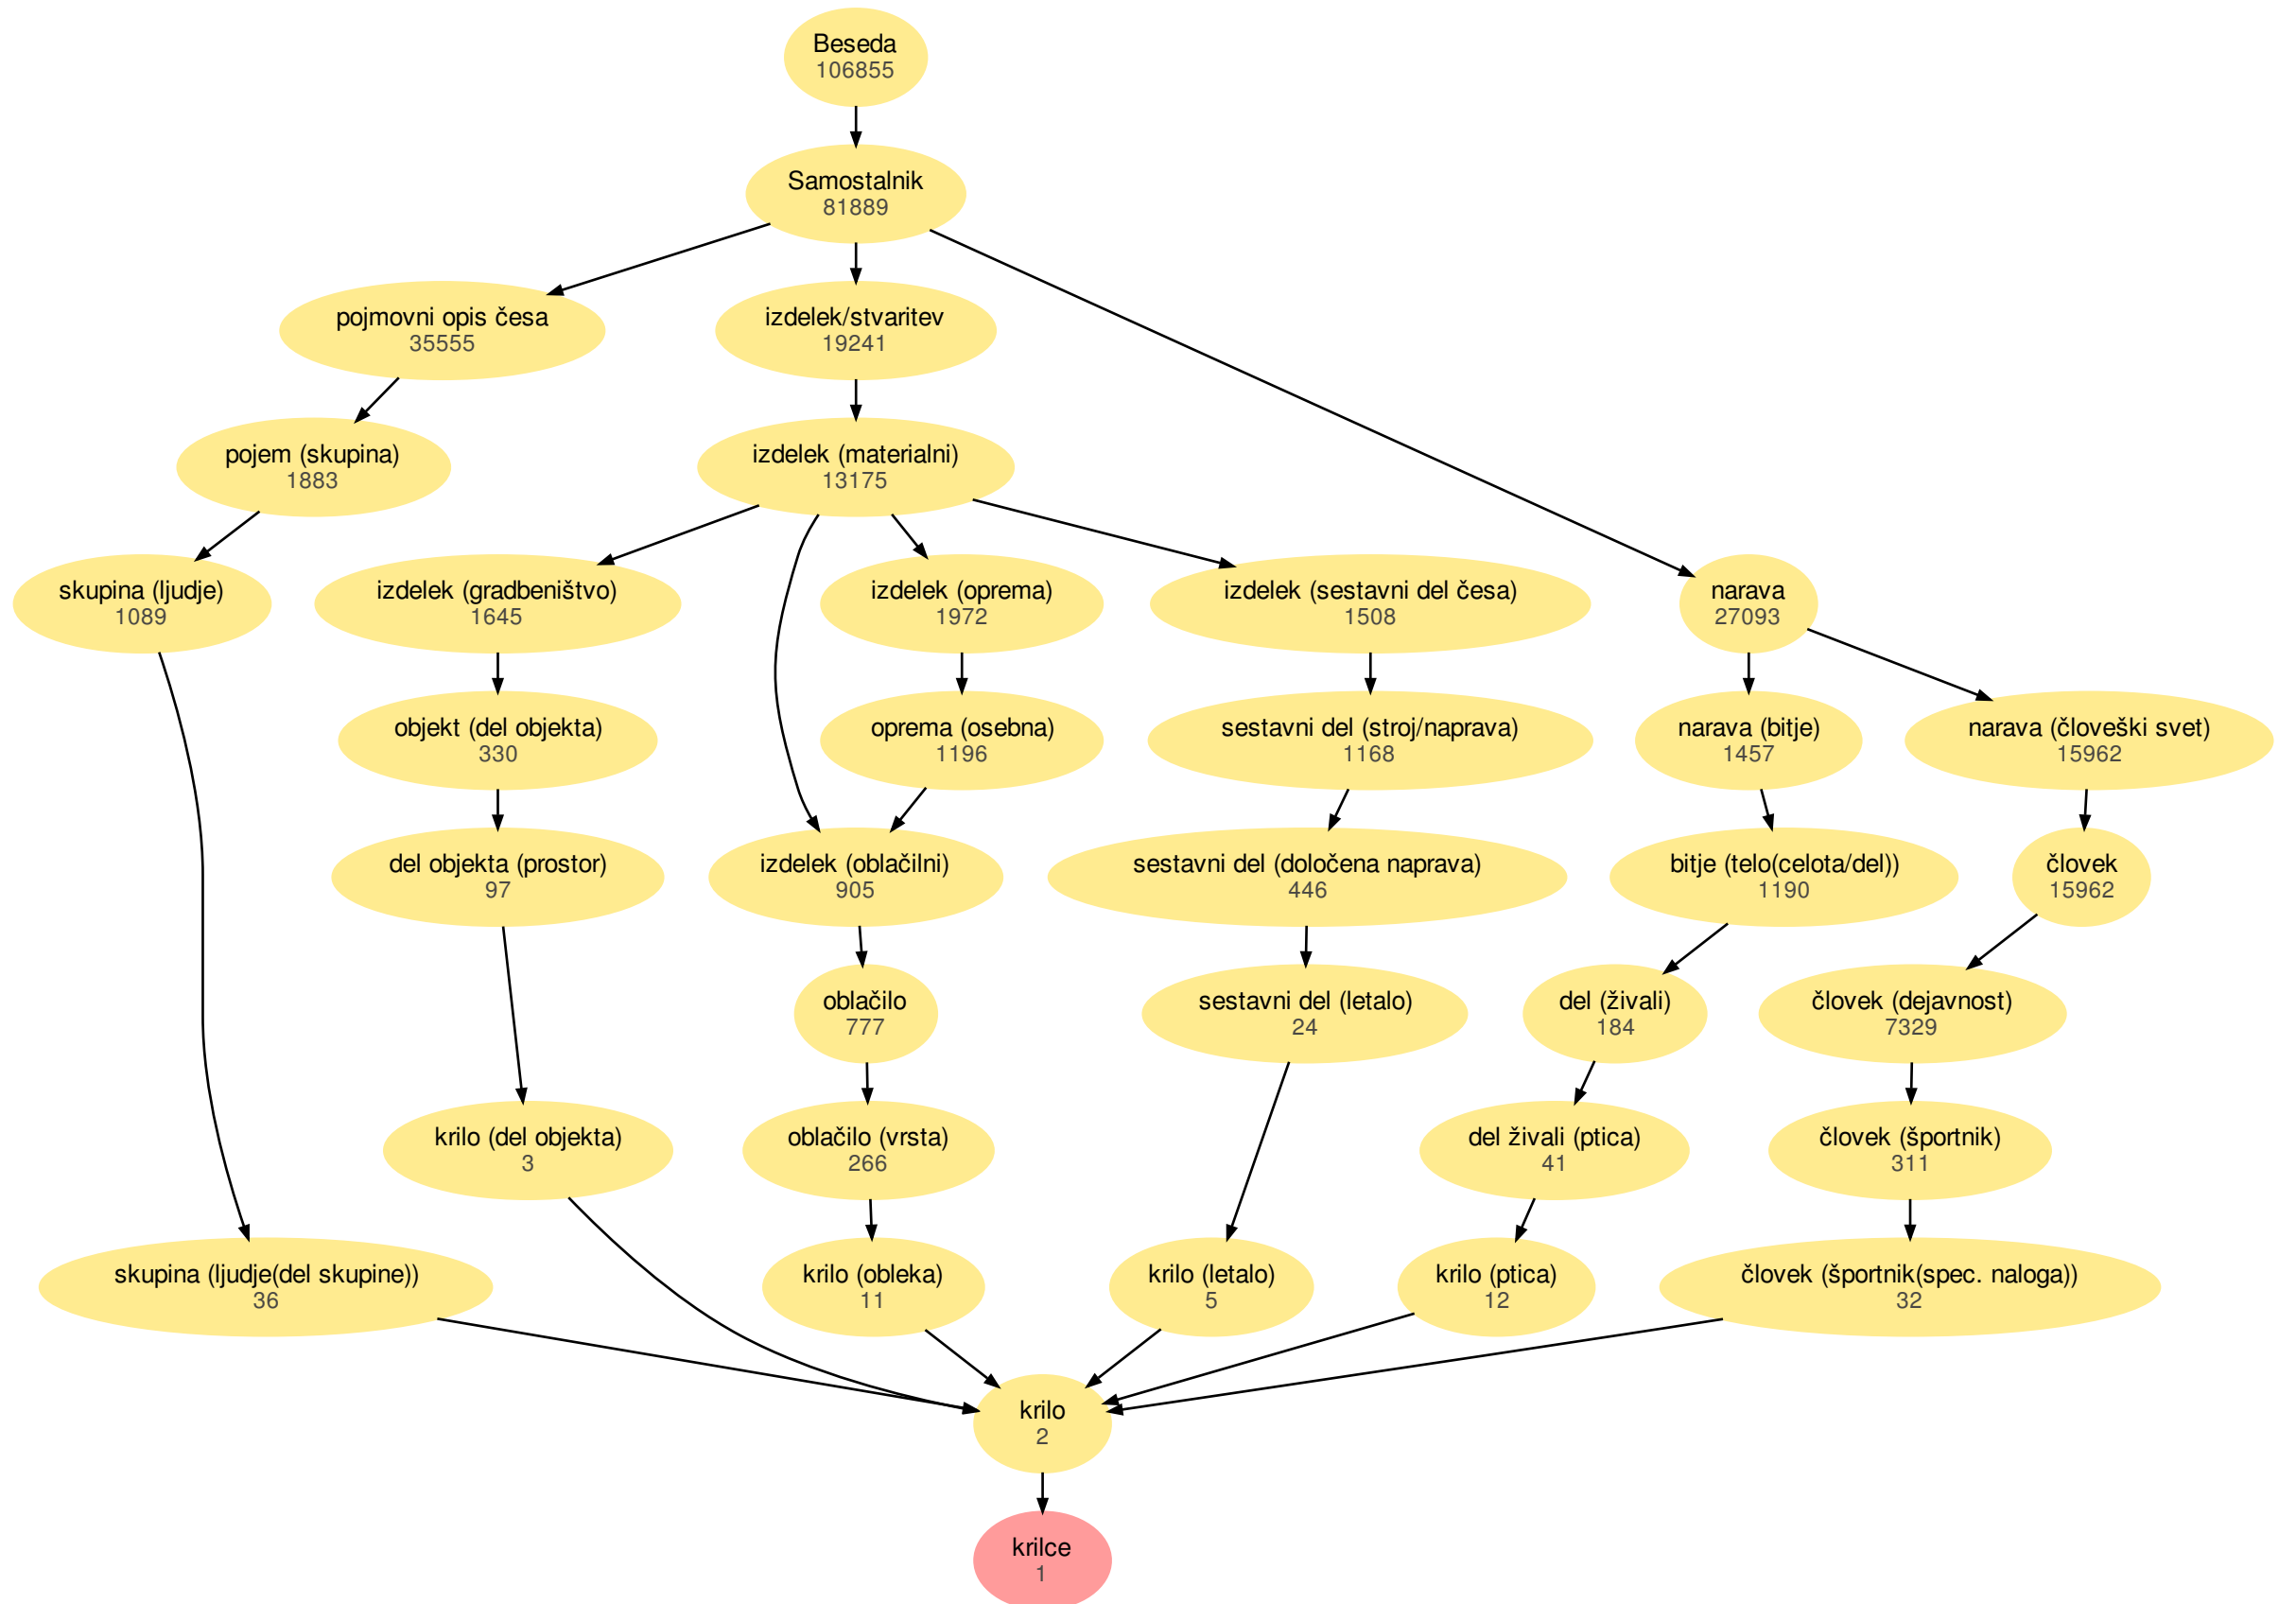 Beseda
106855
Samostalnik
81889
pojmovni opis česa
35555
izdelek/stvaritev
19241
pojem (skupina)
1883
izdelek (materialni)
13175
skupina (ljudje)
1089
izdelek (gradbeništvo)
1645
izdelek (oprema)
1972
izdelek (sestavni del česa)
1508
narava
27093
objekt (del objekta)
330
oprema (osebna)
1196
sestavni del (stroj/naprava)
1168
narava (bitje)
1457
narava (človeški svet)
15962
del objekta (prostor)
97
izdelek (oblačilni)
905
sestavni del (določena naprava)
446
bitje (telo(celota/del))
1190
človek
15962
oblačilo
777
sestavni del (letalo)
24
del (živali)
184
človek (dejavnost)
7329
krilo (del objekta)
3
oblačilo (vrsta)
266
del živali (ptica)
41
človek (športnik)
311
skupina (ljudje(del skupine))
36
krilo (obleka)
11
krilo (letalo)
5
krilo (ptica)
12
človek (športnik(spec. naloga))
32
krilo
2
krilce
1